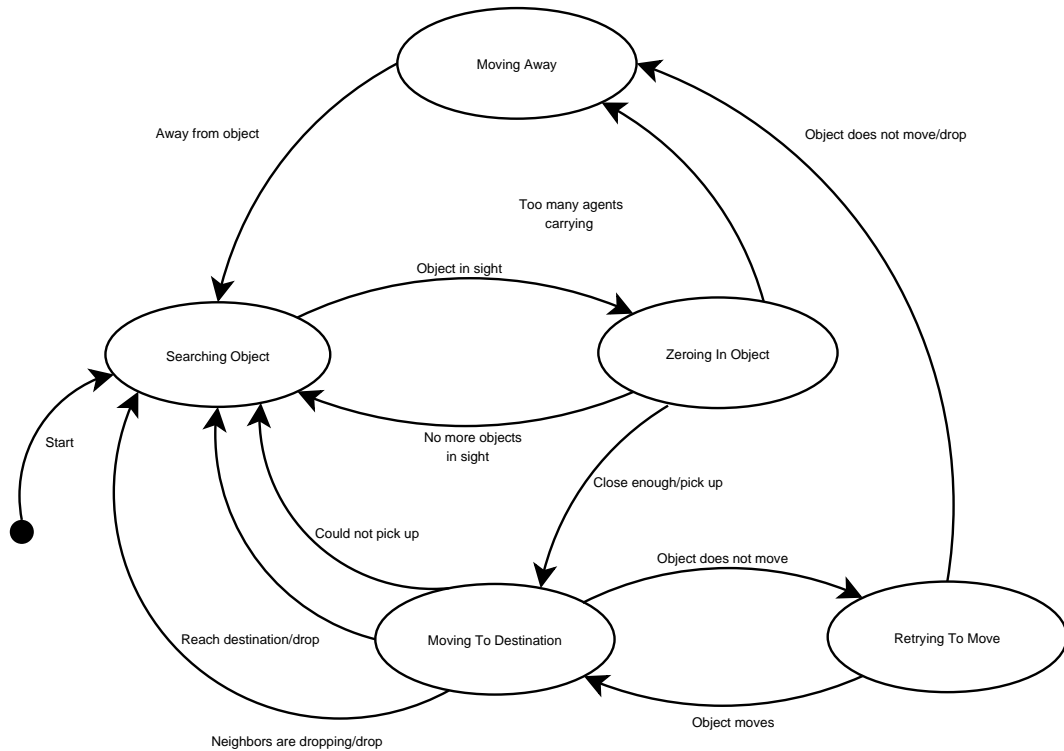 Moving Away
Away from object
Object does not move/drop
Too many agents
carrying
Object in sight
Searching Object
Zeroing In Object
No more objects
in sight
Start
Close enough/pick up
Could not pick up
Object does not move
Reach destination/drop
Moving To Destination
Retrying To Move
Object moves
Neighbors are dropping/drop